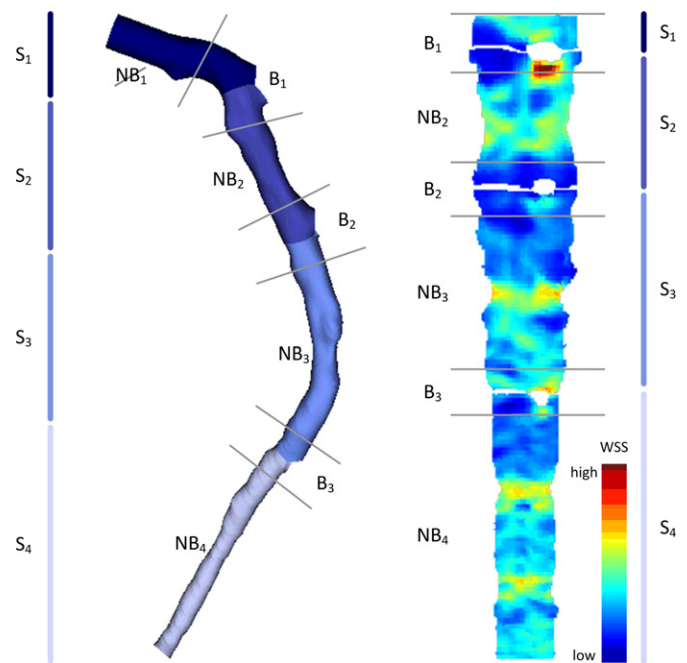 S₁
NB₁
B₁
S₂
NB₂
B₂
S₃
NB₃
B₃
S₄
NB₄
B₁
S₁
NB₂
S₂
B₂
NB₃
S₃
B₃
WSS
high
NB₄
S₄
low